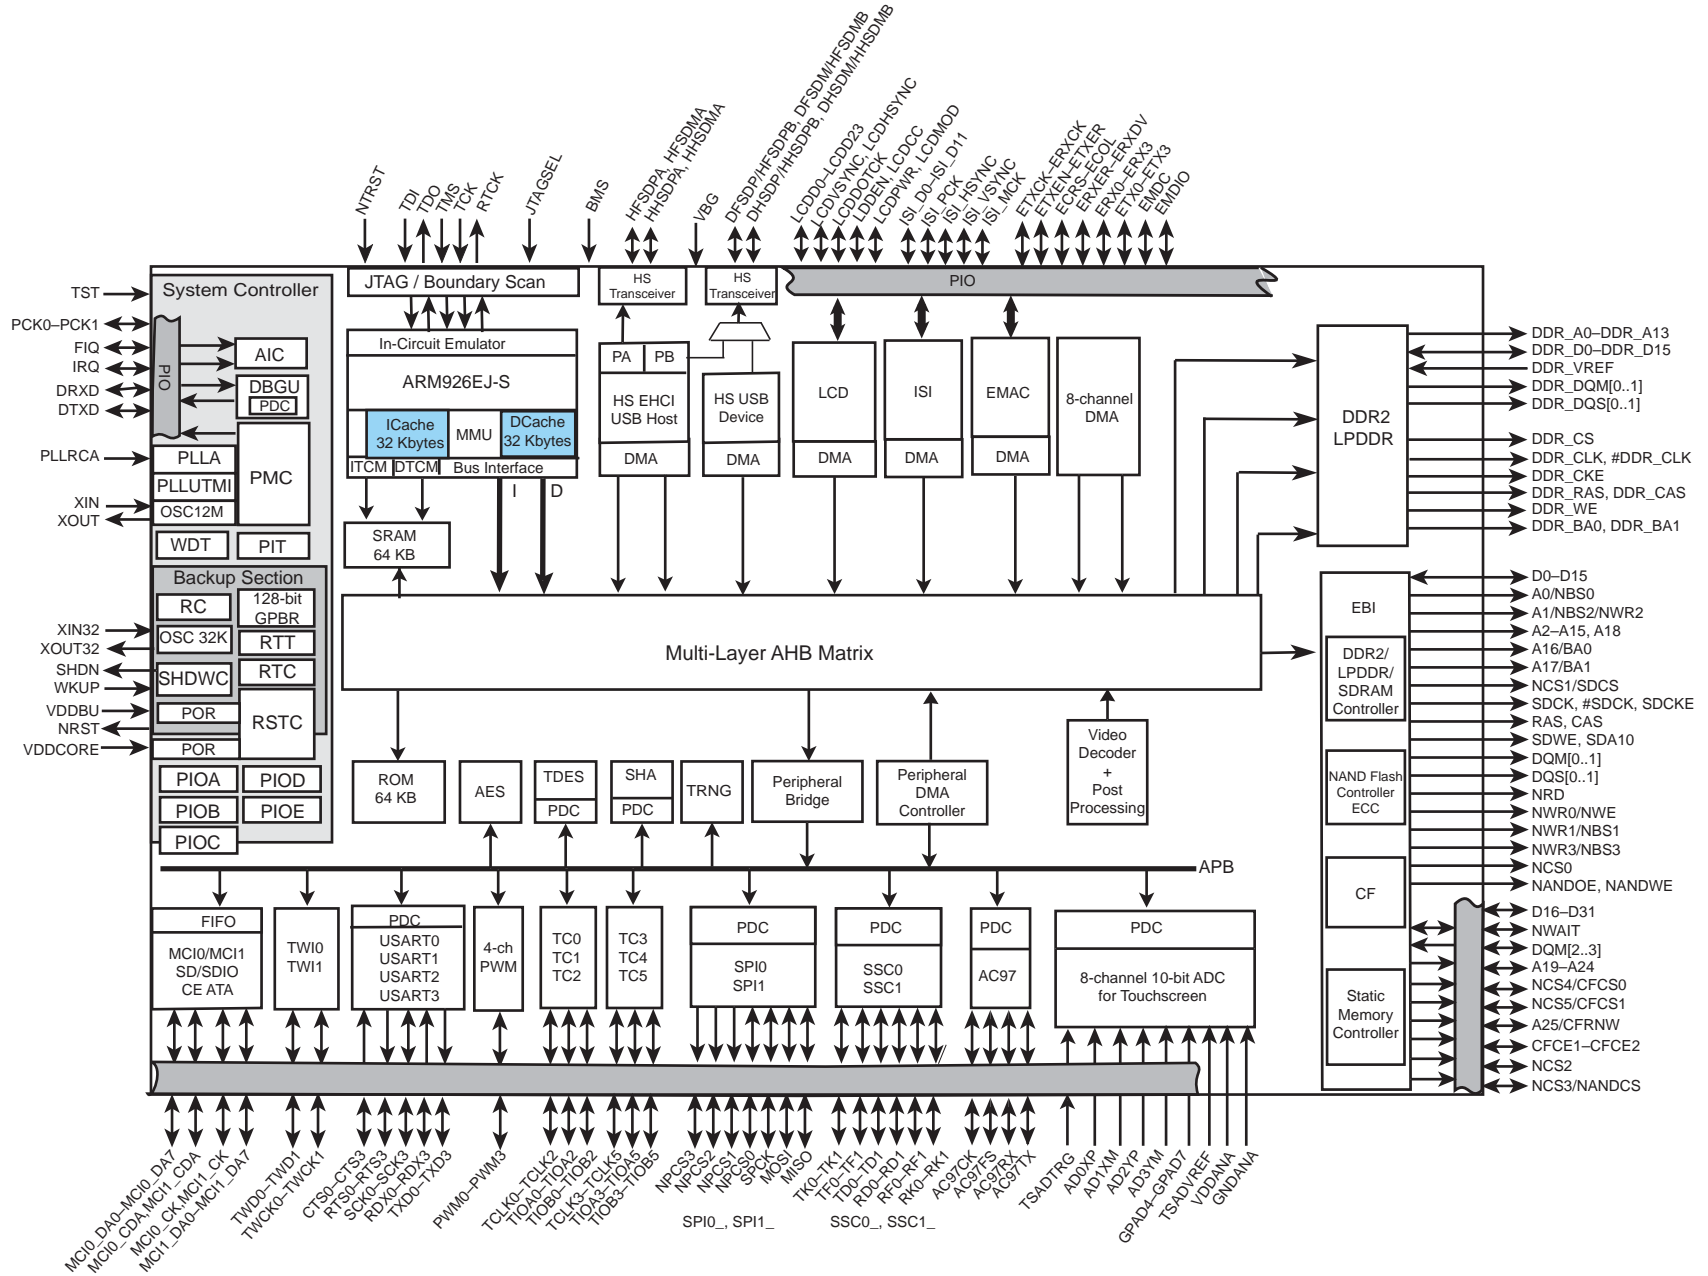 HFSDPA, HFSDMA
HHSDPA, HHSDMA
DFSDP/HFSDPB, DFSDM/HFSDMB
DHSDP/HHSDPB, DHSDM/HHSDMB
LCDD0–LCDD23
LCDVSYNC, LCDHSYNC
LCDDOTCK
LDDEN, LCDCC
LCDPWR, LCDMOD
ISI_D0–ISI_D11
ISI_PCK
ISI_HSYNC
ISI_VSYNC
ISI_MCK
ETXCK–ERXCK
ETXEN–ETXER
ECRS–ECOL
ERXER–ERXDV
ERX0–ERX3
ETX0–ETX3
EMDC
EMDIO
NTRST
TDI
TDO
TMS
TCK
RTCK
JTAGSEL
BMS
VBG
TST
PCK0–PCK1
FIQ
IRQ
DRXD
DTXD
PLLRCA
XIN
XOUT
XIN32
XOUT32
SHDN
WKUP
VDDBU
NRST
VDDCORE
System Controller
PIO
AIC
DBGU
PDC
PLLA
PLLUTMI
OSC12M
PMC
WDT
PIT
Backup Section
RC
128-bit
GPBR
OSC 32K
RTT
SHDWC
RTC
POR
RSTC
POR
PIOA
PIOD
PIOB
PIOE
PIOC
JTAG / Boundary Scan
In-Circuit Emulator
ARM926EJ-S
ICache
32 Kbytes
MMU
DCache
32 Kbytes
ITCM
DTCM
Bus Interface
I
D
SRAM
64 KB
HS
Transceiver
HS
Transceiver
PIO
PA
PB
HS EHCI
USB Host
DMA
HS USB
Device
DMA
LCD
DMA
ISI
DMA
EMAC
DMA
8-channel
DMA
Multi-Layer AHB Matrix
DDR2
LPDDR
DDR_A0–DDR_A13
DDR_D0–DDR_D15
DDR_VREF
DDR_DQM[0..1]
DDR_DQS[0..1]
DDR_CS
DDR_CLK, #DDR_CLK
DDR_CKE
DDR_RAS, DDR_CAS
DDR_WE
DDR_BA0, DDR_BA1
EBI
DDR2/
LPDDR/
SDRAM
Controller
NAND Flash
Controller
ECC
CF
Static
Memory
Controller
D0–D15
A0/NBS0
A1/NBS2/NWR2
A2–A15, A18
A16/BA0
A17/BA1
NCS1/SDCS
SDCK, #SDCK, SDCKE
RAS, CAS
SDWE, SDA10
DQM[0..1]
DQS[0..1]
NRD
NWR0/NWE
NWR1/NBS1
NWR3/NBS3
NCS0
NANDOE, NANDWE
D16–D31
NWAIT
DQM[2..3]
A19–A24
NCS4/CFCS0
NCS5/CFCS1
A25/CFRNW
CFCE1–CFCE2
NCS2
NCS3/NANDCS
ROM
64 KB
AES
TDES
PDC
SHA
PDC
TRNG
Peripheral
Bridge
Peripheral
DMA
Controller
Video
Decoder
+
Post
Processing
APB
FIFO
MCI0/MCI1
SD/SDIO
CE ATA
TWI0
TWI1
PDC
USART0
USART1
USART2
USART3
4-ch
PWM
TC0
TC1
TC2
TC3
TC4
TC5
PDC
SPI0
SPI1
PDC
SSC0
SSC1
PDC
AC97
PDC
8-channel 10-bit ADC
for Touchscreen
MCI0_DA0–MCI0_DA7
MCI0_CDA,MCI1_CDA
MCI0_CK,MCI1_CK
MCI1_DA0–MCI1_DA7
TWD0–TWD1
TWCK0–TWCK1
CTS0–CTS3
RTS0–RTS3
SCK0–SCK3
RDX0–RDX3
TXD0–TXD3
PWM0–PWM3
TCLK0–TCLK2
TIOA0–TIOA2
TIOB0–TIOB2
TCLK3–TCLK5
TIOA3–TIOA5
TIOB3–TIOB5
NPCS3
NPCS2
NPCS1
NPCS0
SPCK
MOSI
MISO
TK0–TK1
TF0–TF1
TD0–TD1
RD0–RD1
RF0–RF1
RK0–RK1
AC97CK
AC97FS
AC97RX
AC97TX
TSADTRG
AD0XP
AD1XM
AD2YP
AD3YM
GPAD4–GPAD7
TSADVREF
VDDANA
GNDANA
SPI0_, SPI1_
SSC0_, SSC1_